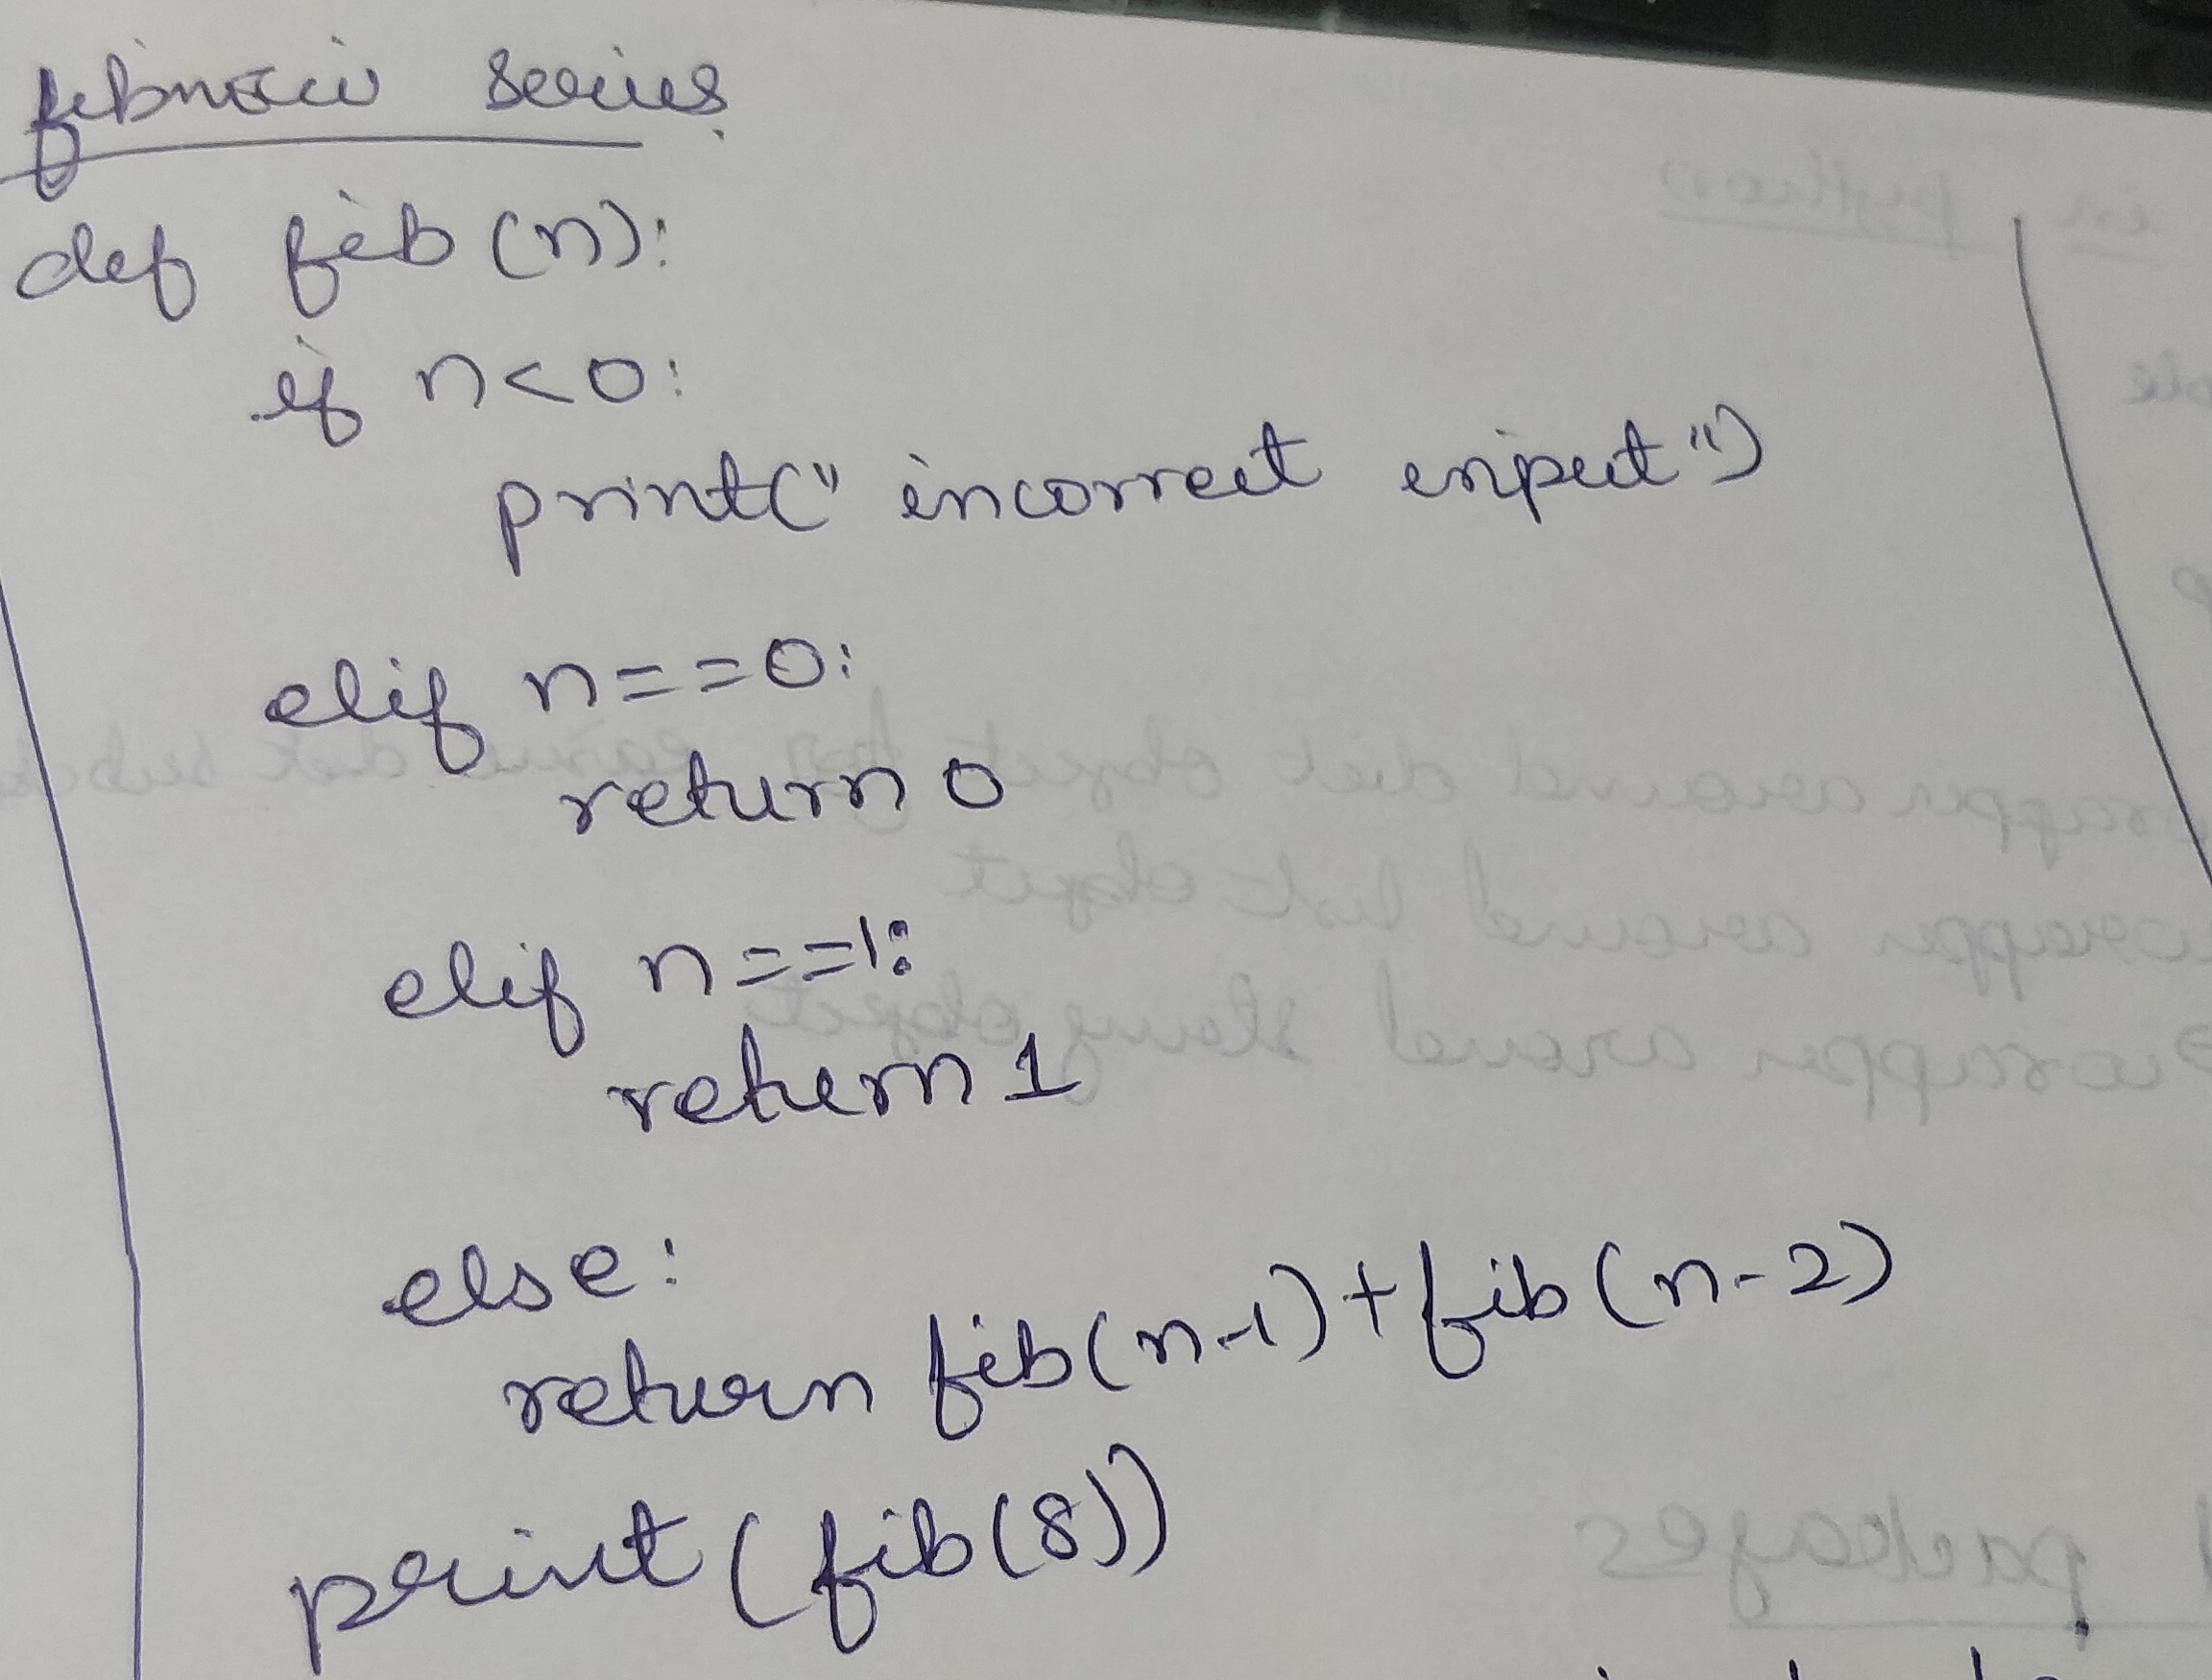 fibnocci series
def fib (n):
if n<0:
print(" incorrect input")
elif n==0:
return 0
elif n==1:
return 1
else:
return fib(n-1)+fib(n-2)
print (fib(8))